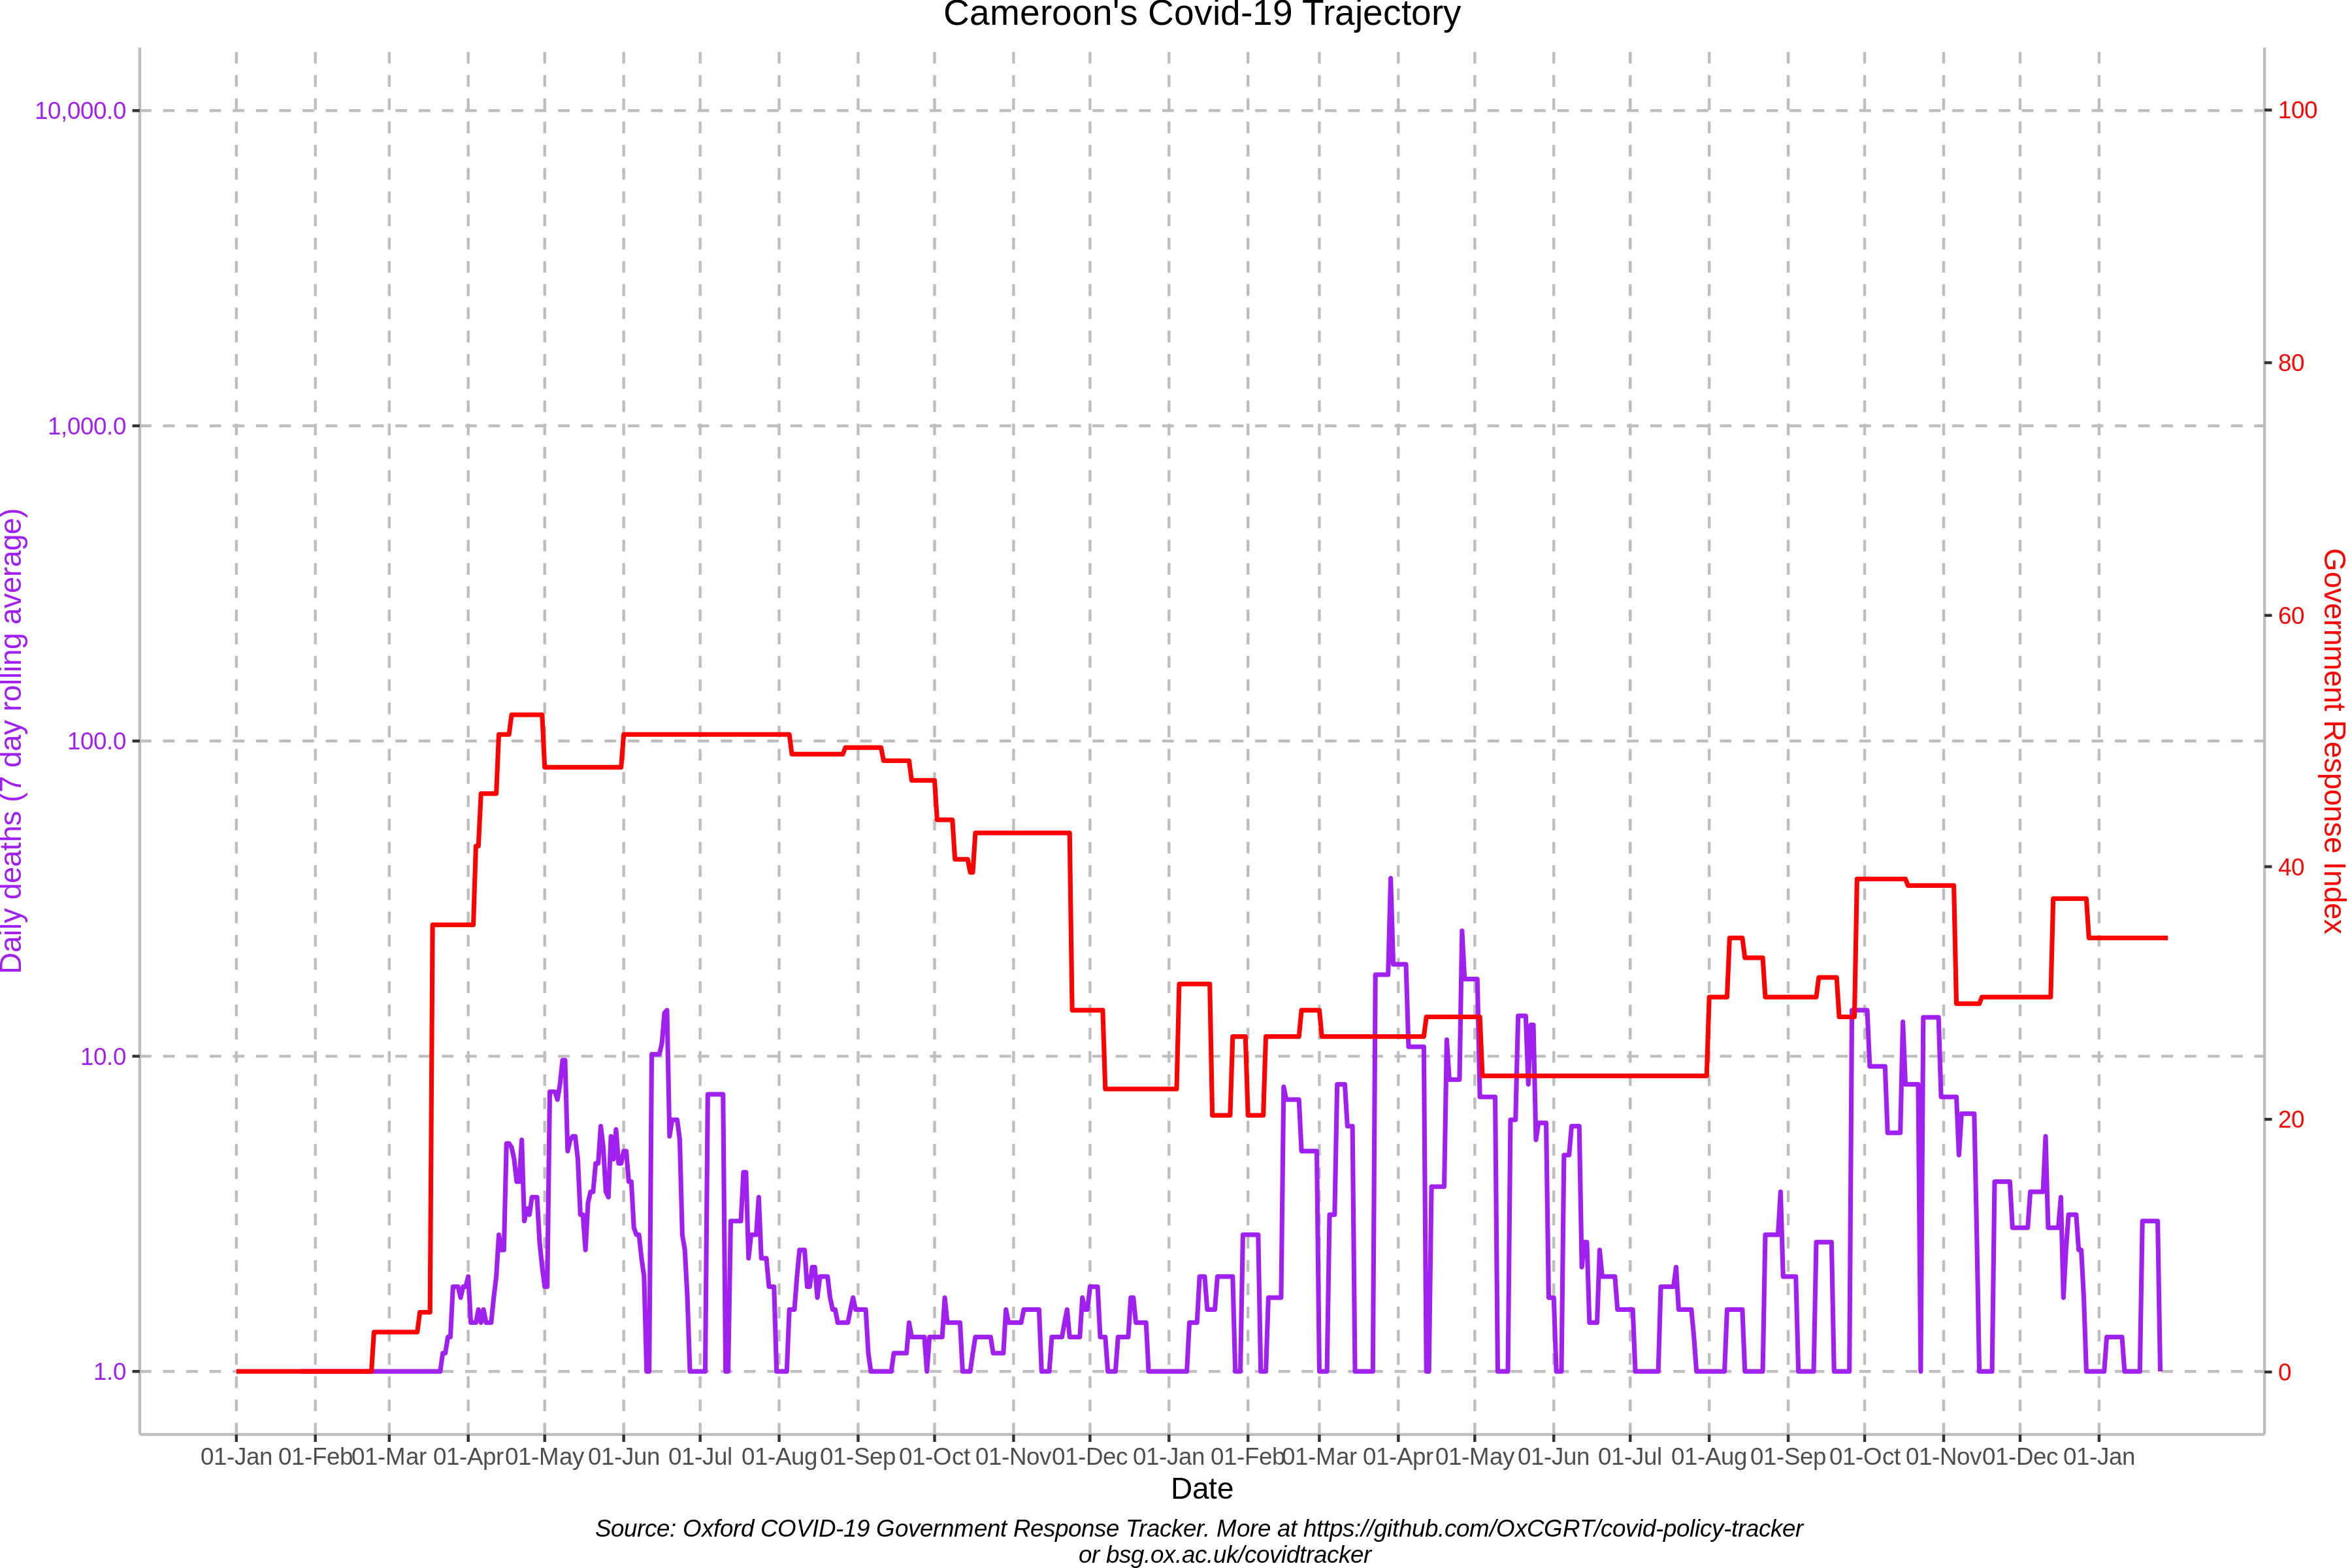 Cameroon's Covid-19 Trajectory
10,000.0
1,000.0
100.0
10.0
1.0
Daily deaths (7 day rolling average)
100
80
60
40
20
0
Government Response Index
01-Jan 01-Feb 01-Mar 01-Apr 01-May 01-Jun 01-Jul 01-Aug 01-Sep 01-Oct 01-Nov 01-Dec 01-Jan 01-Feb 01-Mar 01-Apr 01-May 01-Jun 01-Jul 01-Aug 01-Sep 01-Oct 01-Nov 01-Dec 01-Jan
Date
Source: Oxford COVID-19 Government Response Tracker. More at https://github.com/OxCGRT/covid-policy-tracker
or bsg.ox.ac.uk/covidtracker